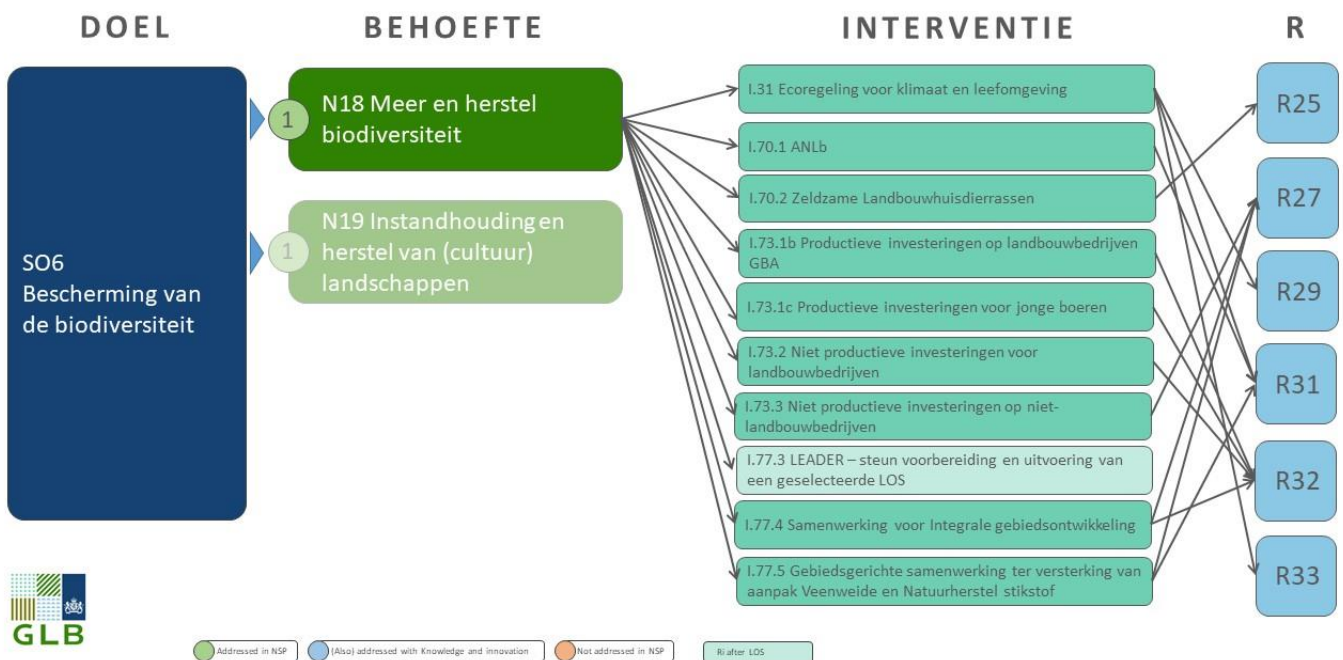 DOEL
BEHOEFTE
INTERVENTIE
R
SO6
Bescherming van
de biodiversiteit
1
N18 Meer en herstel
biodiversiteit
1
N19 Instandhouding en
herstel van (cultuur)
landschappen
I.31 Ecoregeling voor klimaat en leefomgeving
I.70.1 ANLb
I.70.2 Zeldzame Landbouwhuisdierrassen
I.73.1b Productieve investeringen op landbouwbedrijven
GBA
I.73.1c Productieve investeringen voor jonge boeren
I.73.2 Niet productieve investeringen voor
landbouwbedrijven
I.73.3 Niet productieve investeringen op niet-
landbouwbedrijven
I.77.3 LEADER – steun voorbereiding en uitvoering van
een geselecteerde LOS
I.77.4 Samenwerking voor Integrale gebiedsontwikkeling
I.77.5 Gebiedsgerichte samenwerking ter versterking van
aanpak Veenweide en Natuurherstel stikstof
R25
R27
R29
R31
R32
R33
GLB
Addressed in NSP
(Also) addressed with Knowledge and innovation
Not addressed in NSP
Ri after LOS